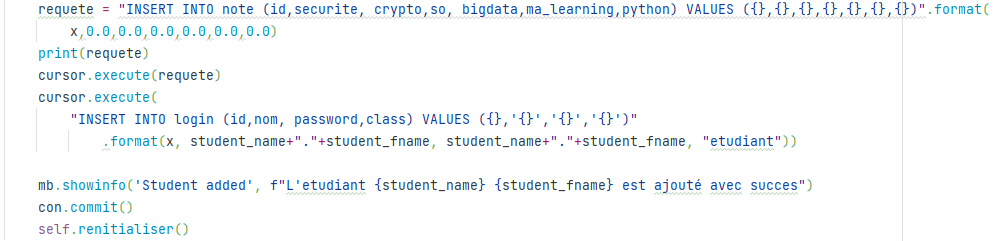 requete = "INSERT INTO note (id,securite, crypto,so, bigdata,ma_learning,python) VALUES ({},{},{},{},{},{},{})".format(
x,0.0,0.0,0.0,0.0,0.0,0.0)
print(requete)
cursor.execute(requete)
cursor.execute(
"INSERT INTO login (id,nom, password,class) VALUES ({},'{}','{}','{}')"
.format(x, student_name+"."+student_fname, student_name+"."+student_fname, "etudiant"))
mb.showinfo('Student added', f"L'etudiant {student_name} {student_fname} est ajouté avec succes")
con.commit()
self.renitialiser()